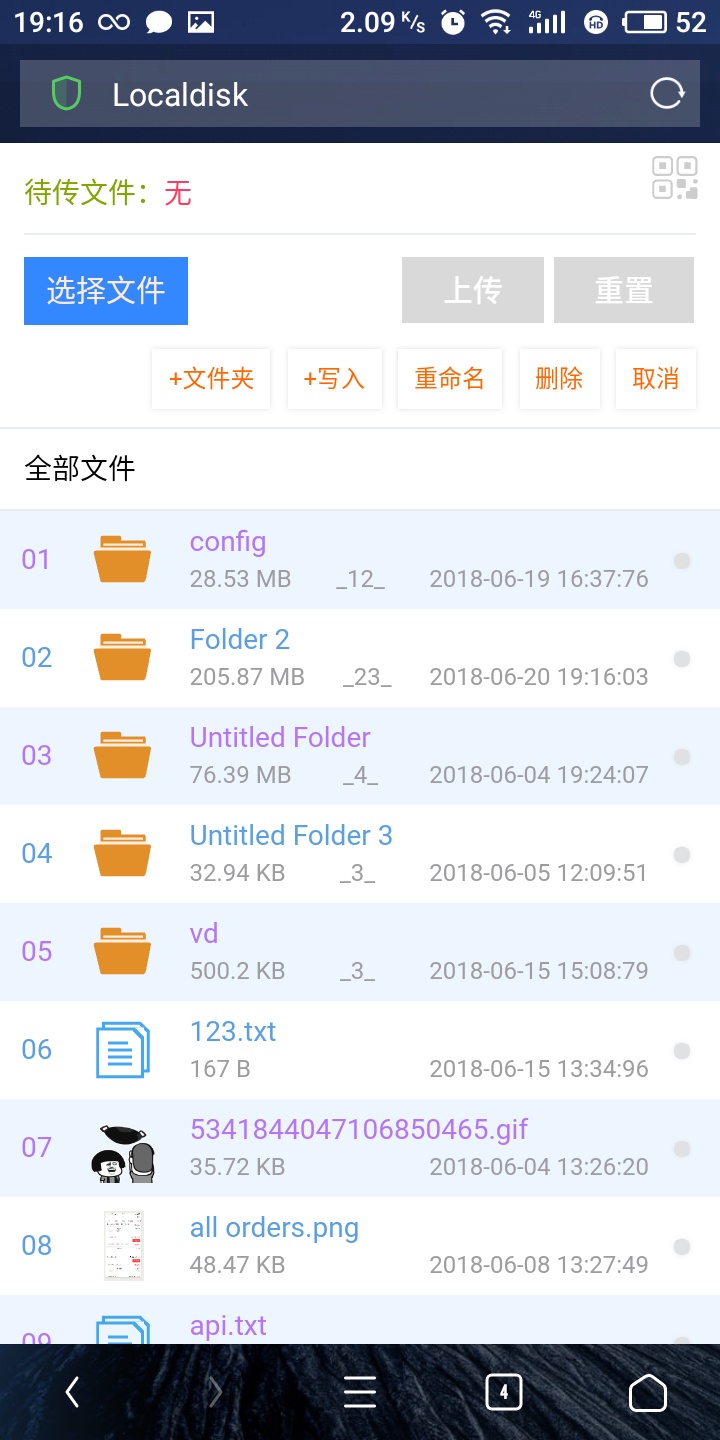 19:16 2.09 K/s 4G HD 52
Localdisk
待传文件：无
选择文件 上传 重置
+文件夹 +写入 重命名 删除 取消
全部文件
01 config
28.53 MB _12_ 2018-06-19 16:37:76
02 Folder 2
205.87 MB _23_ 2018-06-20 19:16:03
03 Untitled Folder
76.39 MB _4_ 2018-06-04 19:24:07
04 Untitled Folder 3
32.94 KB _3_ 2018-06-05 12:09:51
05 vd
500.2 KB _3_ 2018-06-15 15:08:79
06 123.txt
167 B 2018-06-15 13:34:96
07 5341844047106850465.gif
35.72 KB 2018-06-04 13:26:20
08 all orders.png
48.47 KB 2018-06-08 13:27:49
09 api.txt
4